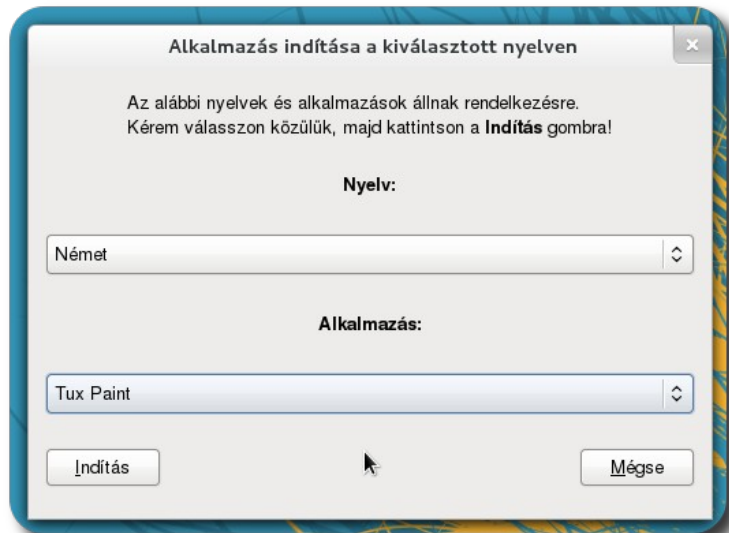 Alkalmazás indítása a kiválasztott nyelven
Az alábbi nyelvek és alkalmazások állnak rendelkezésre.
Kérem válasszon közülük, majd kattintson a Indítás gombra!
Nyelv:
Német
Alkalmazás:
Tux Paint
Indítás
Mégse